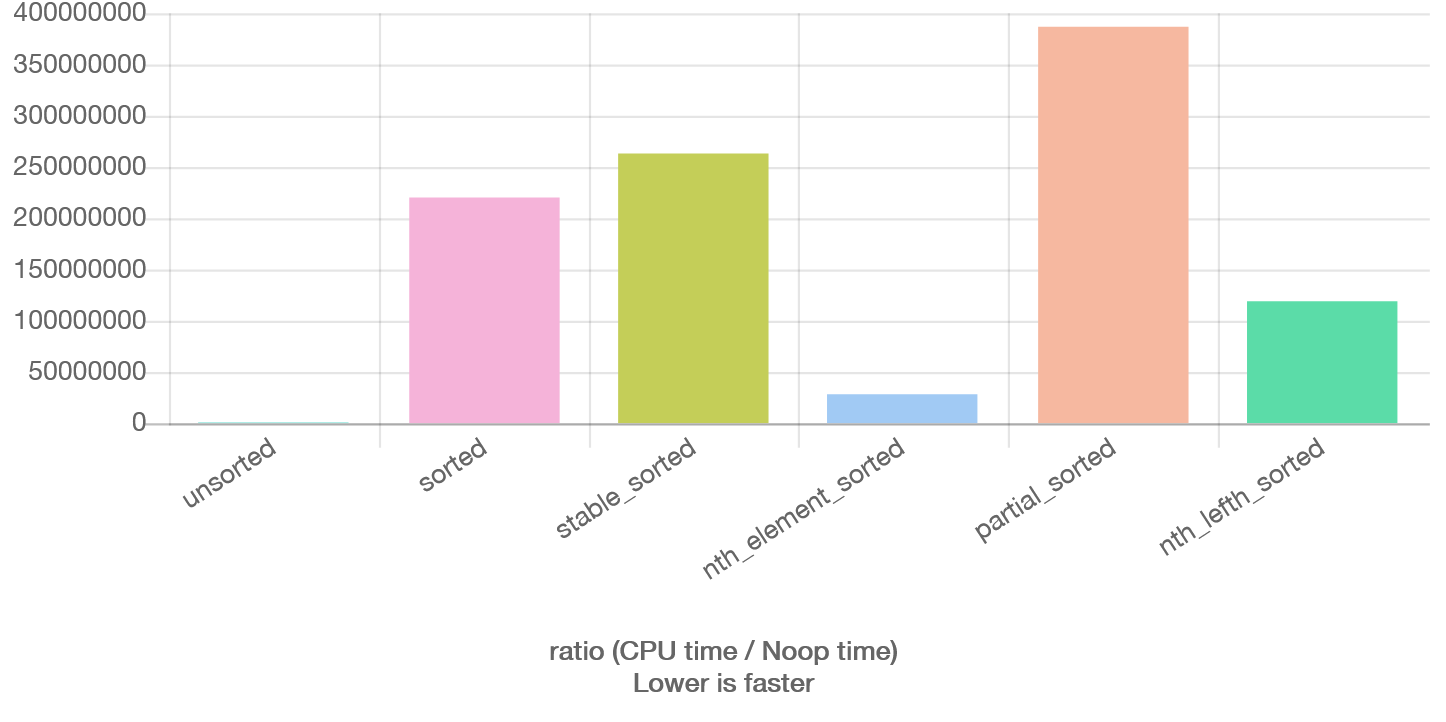 400000000
350000000
300000000
250000000
200000000
150000000
100000000
50000000
0
unsorted
sorted
stable_sorted
nth_element_sorted
partial_sorted
nth_lefth_sorted
ratio (CPU time / Noop time)
Lower is faster